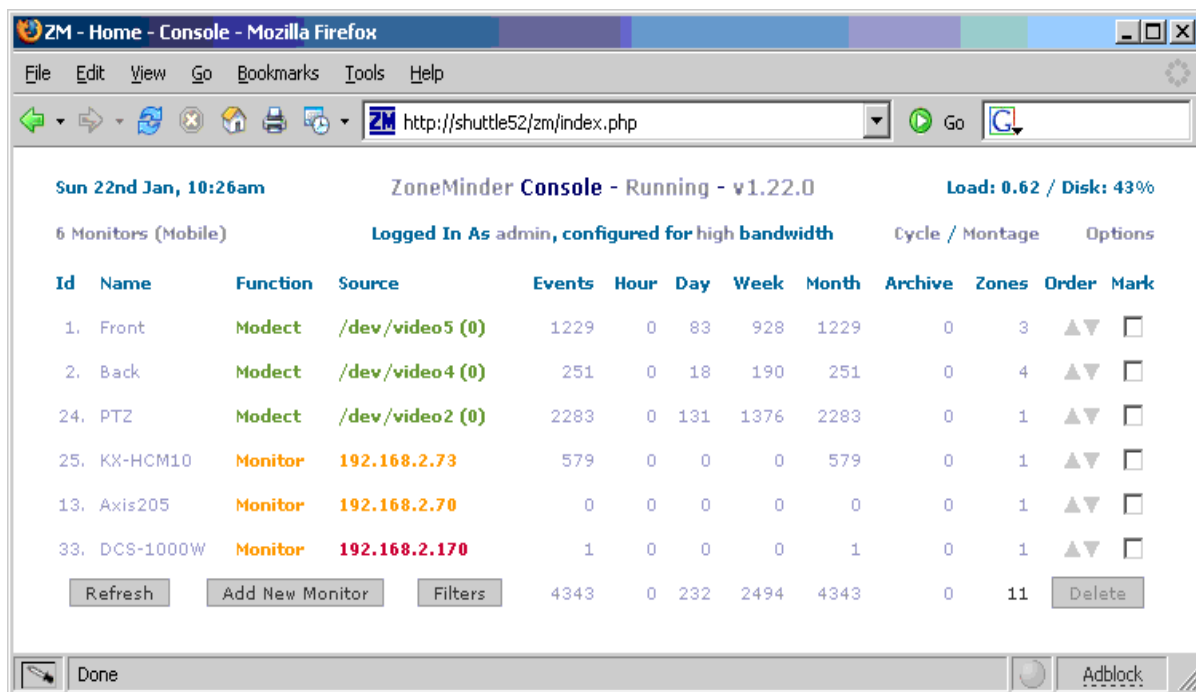 ZM - Home - Console - Mozilla Firefox
File Edit View Go Bookmarks Tools Help
ZM http://shuttle52/zm/index.php Go G
Sun 22nd Jan, 10:26am ZoneMinder Console - Running - v1.22.0 Load: 0.62 / Disk: 43%
6 Monitors (Mobile) Logged In As admin, configured for high bandwidth Cycle / Montage Options
Id Name Function Source Events Hour Day Week Month Archive Zones Order Mark
1. Front Modect /dev/video5 (0) 1229 0 83 928 1229 0 3
2. Back Modect /dev/video4 (0) 251 0 18 190 251 0 4
24. PTZ Modect /dev/video2 (0) 2283 0 131 1376 2283 0 1
25. KX-HCM10 Monitor 192.168.2.73 579 0 0 0 579 0 1
13. Axis205 Monitor 192.168.2.70 0 0 0 0 0 0 1
33. DCS-1000W Monitor 192.168.2.170 1 0 0 0 1 0 1
Refresh Add New Monitor Filters 4343 0 232 2494 4343 0 11 Delete
Done Adblock